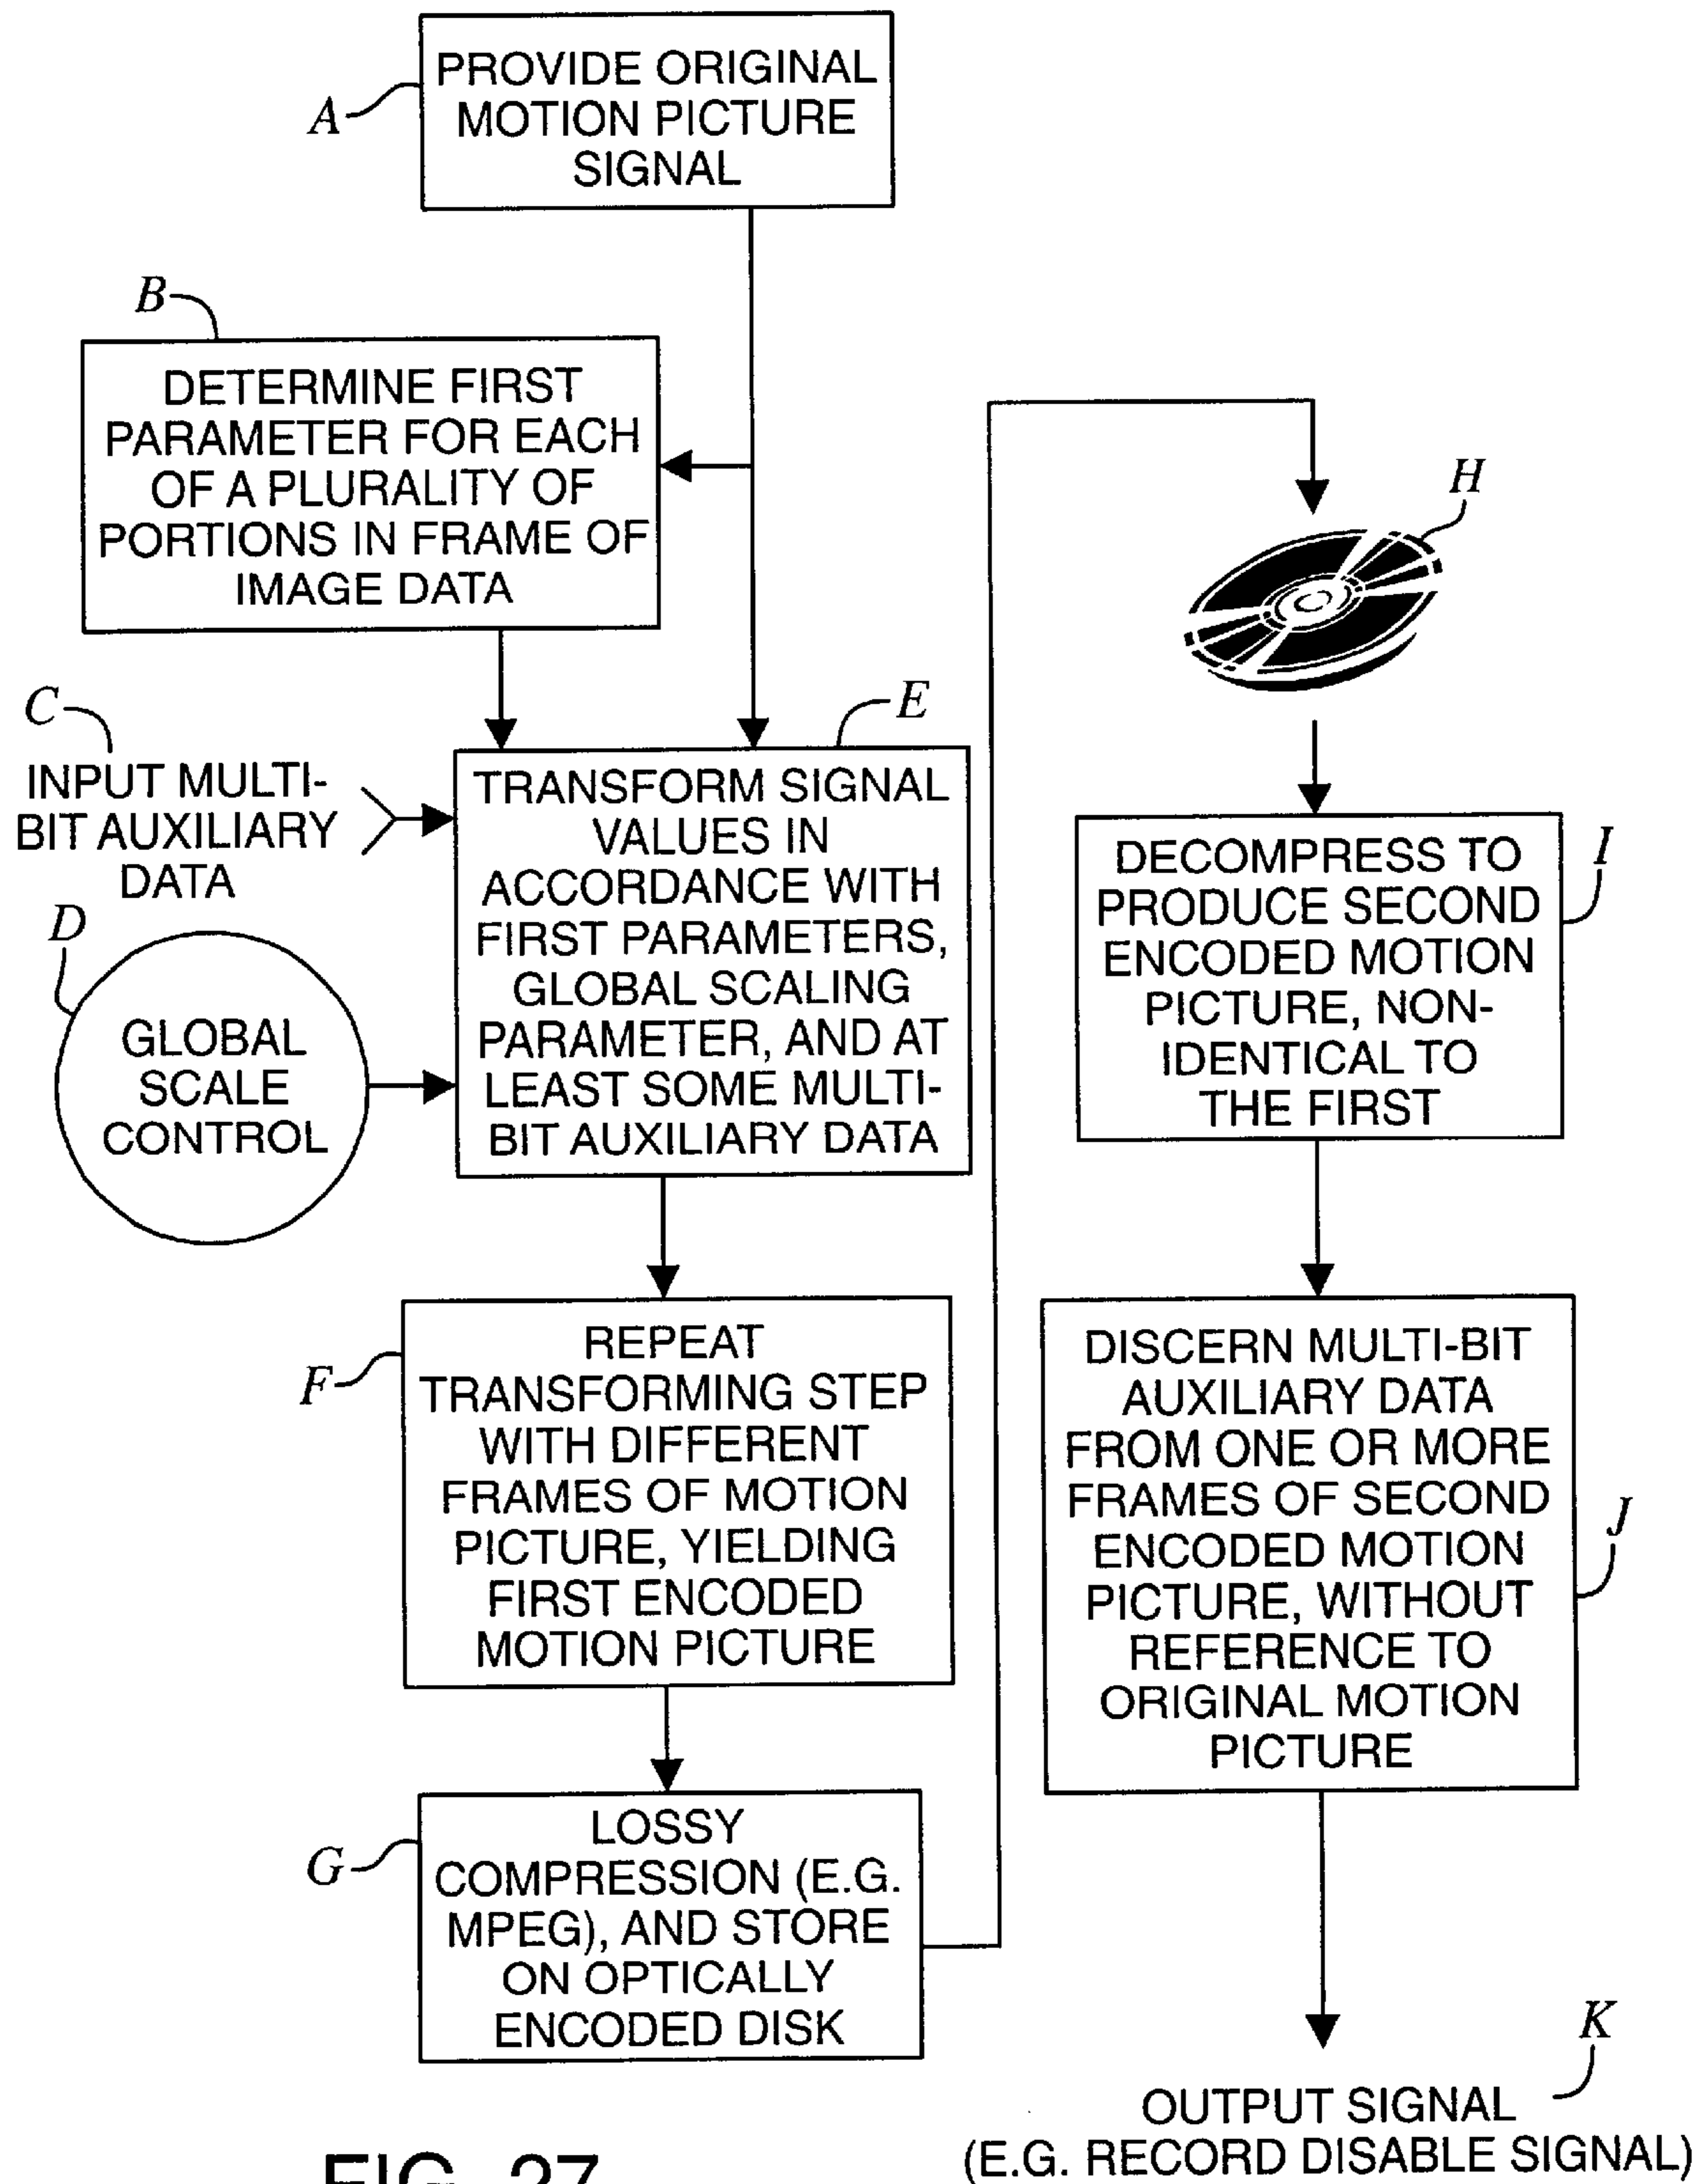 A
PROVIDE ORIGINAL
MOTION PICTURE
SIGNAL
B
DETERMINE FIRST
PARAMETER FOR EACH
OF A PLURALITY OF
PORTIONS IN FRAME OF
IMAGE DATA
C
INPUT MULTI-
BIT AUXILIARY
DATA
D
GLOBAL
SCALE
CONTROL
E
TRANSFORM SIGNAL
VALUES IN
ACCORDANCE WITH
FIRST PARAMETERS,
GLOBAL SCALING
PARAMETER, AND AT
LEAST SOME MULTI-
BIT AUXILIARY DATA
F
REPEAT
TRANSFORMING STEP
WITH DIFFERENT
FRAMES OF MOTION
PICTURE, YIELDING
FIRST ENCODED
MOTION PICTURE
G
LOSSY
COMPRESSION (E.G.
MPEG), AND STORE
ON OPTICALLY
ENCODED DISK
H
I
DECOMPRESS TO
PRODUCE SECOND
ENCODED MOTION
PICTURE, NON-
IDENTICAL TO
THE FIRST
J
DISCERN MULTI-BIT
AUXILIARY DATA
FROM ONE OR MORE
FRAMES OF SECOND
ENCODED MOTION
PICTURE, WITHOUT
REFERENCE TO
ORIGINAL MOTION
PICTURE
K
OUTPUT SIGNAL
(E.G. RECORD DISABLE SIGNAL)
FIG. 27